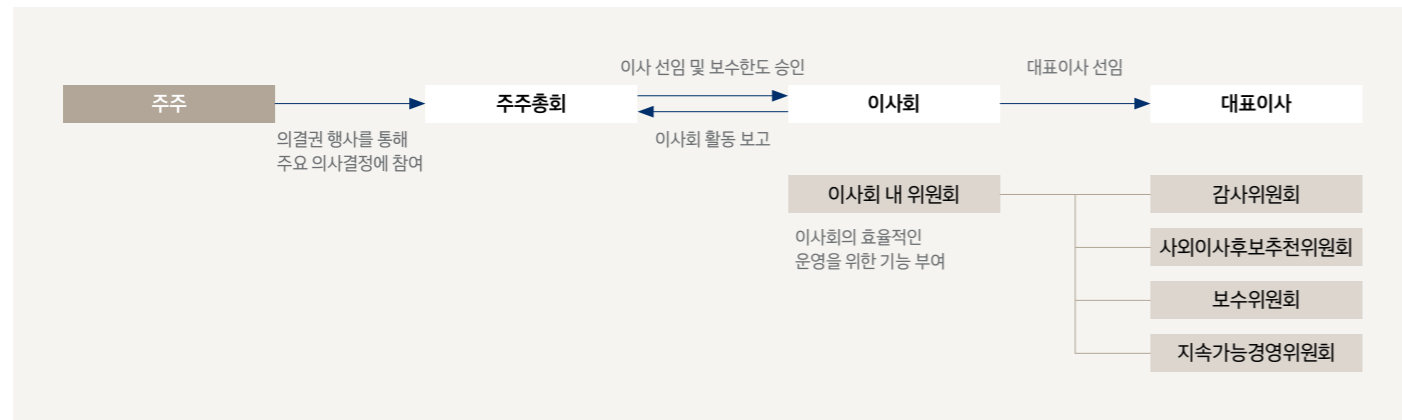 이사 선임 및 보수한도 승인
대표이사 선임
주주
주주총회
이사회
대표이사
의결권 행사를 통해
주요 의사결정에 참여
이사회 활동 보고
이사회 내 위원회
감사위원회
이사회의 효율적인
운영을 위한 기능 부여
사외이사후보추천위원회
보수위원회
지속가능경영위원회